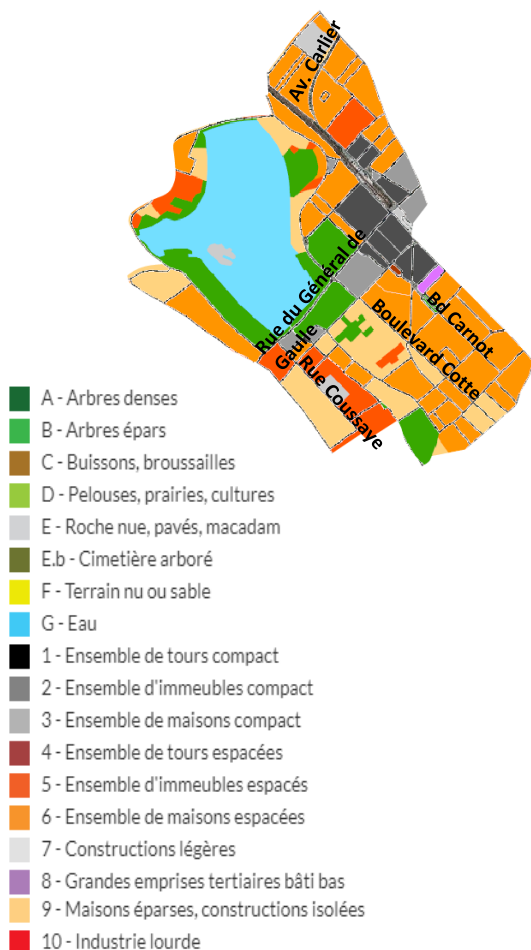 Av. Carlier
Rue du Général de
Gaulle
Bd Carnot
Boulevard Cotte
Rue Coussaye
A - Arbres denses
B - Arbres épars
C - Buissons, broussailles
D - Pelouses, prairies, cultures
E - Roche nue, pavés, macadam
E.b - Cimetière arboré
F - Terrain nu ou sable
G - Eau
1 - Ensemble de tours compact
2 - Ensemble d'immeubles compact
3 - Ensemble de maisons compact
4 - Ensemble de tours espacées
5 - Ensemble d'immeubles espacés
6 - Ensemble de maisons espacées
7 - Constructions légères
8 - Grandes emprises tertiaires bâti bas
9 - Maisons éparses, constructions isolées
10 - Industrie lourde